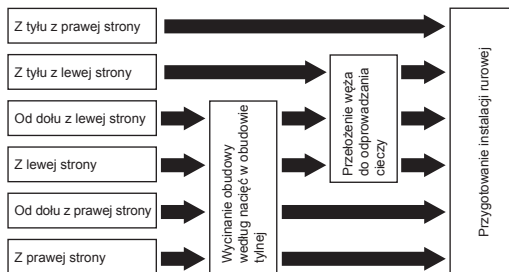 Z tyłu z prawej strony
Z tyłu z lewej strony
Od dołu z lewej strony
Z lewej strony
Od dołu z prawej strony
Z prawej strony
Wycinanie obudowy
według nacięć w obudowie
tylnej
Przełożenie węża
do odprowadzania
cieczy
Przygotowanie instalacji rurowej